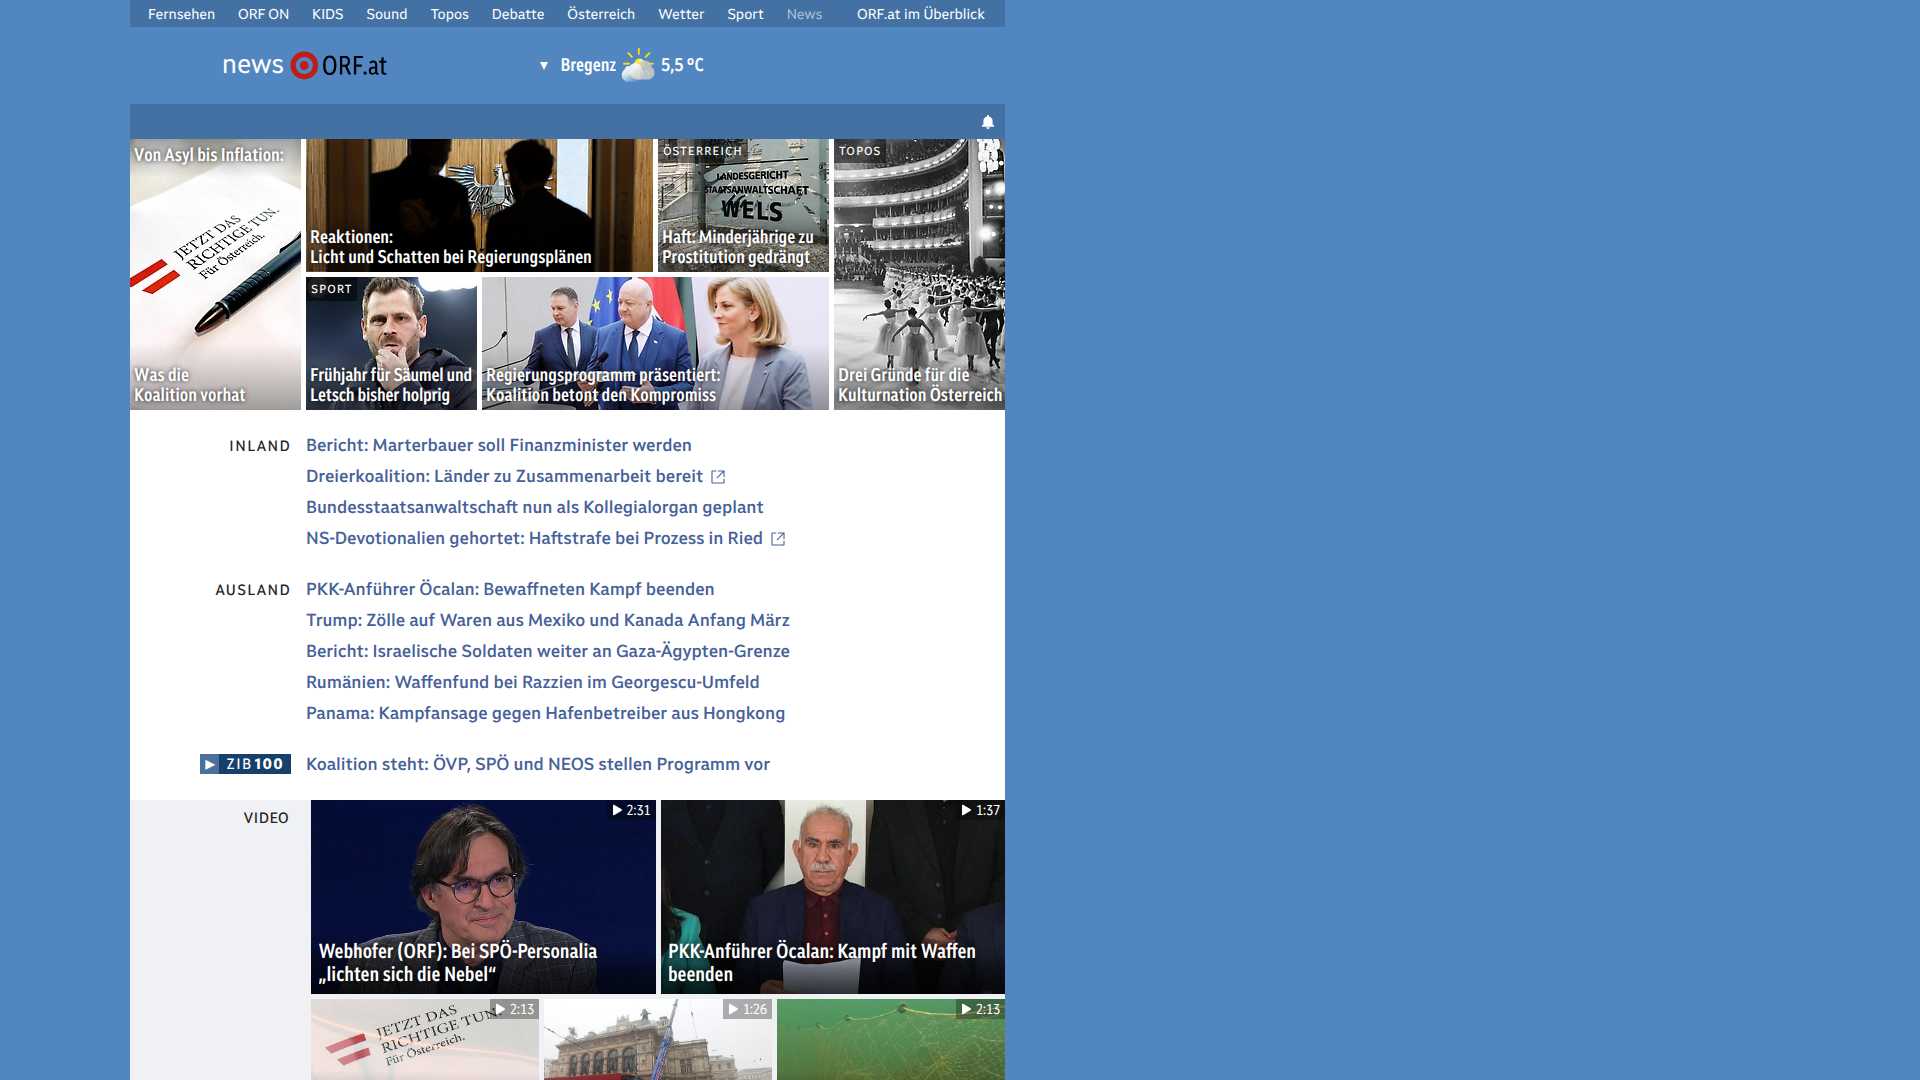 Fernsehen ORF ON KIDS Sound Topos Debatte Österreich Wetter Sport News ORF.at im Überblick
news ORF.at
Bregenz 5,5 °C
Von Asyl bis Inflation:
JETZT DAS
RICHTIGE TUN.
Für Österreich.
Was die
Koalition vorhat
Reaktionen:
Licht und Schatten bei Regierungsplänen
ÖSTERREICH
LANDESGERICHT
STAATSANWALTSCHAFT
WELS
Haft: Minderjährige zu
Prostitution gedrängt
TOPOS
Drei Gründe für die
Kulturnation Österreich
SPORT
Frühjahr für Säumel und
Letsch bisher holprig
Regierungsprogramm präsentiert:
Koalition betont den Kompromiss
INLAND
Bericht: Marterbauer soll Finanzminister werden
Dreierkoalition: Länder zu Zusammenarbeit bereit
Bundesstaatsanwaltschaft nun als Kollegialorgan geplant
NS-Devotionalien gehortet: Haftstrafe bei Prozess in Ried
AUSLAND
PKK-Anführer Öcalan: Bewaffneten Kampf beenden
Trump: Zölle auf Waren aus Mexiko und Kanada Anfang März
Bericht: Israelische Soldaten weiter an Gaza-Ägypten-Grenze
Rumänien: Waffenfund bei Razzien im Georgescu-Umfeld
Panama: Kampfansage gegen Hafenbetreiber aus Hongkong
ZIB100
Koalition steht: ÖVP, SPÖ und NEOS stellen Programm vor
VIDEO
2:31
Webhofer (ORF): Bei SPÖ-Personalia
„lichten sich die Nebel“
1:37
PKK-Anführer Öcalan: Kampf mit Waffen
beenden
2:13
JETZT DAS
RICHTIGE TUN.
Für Österreich.
1:26
2:13